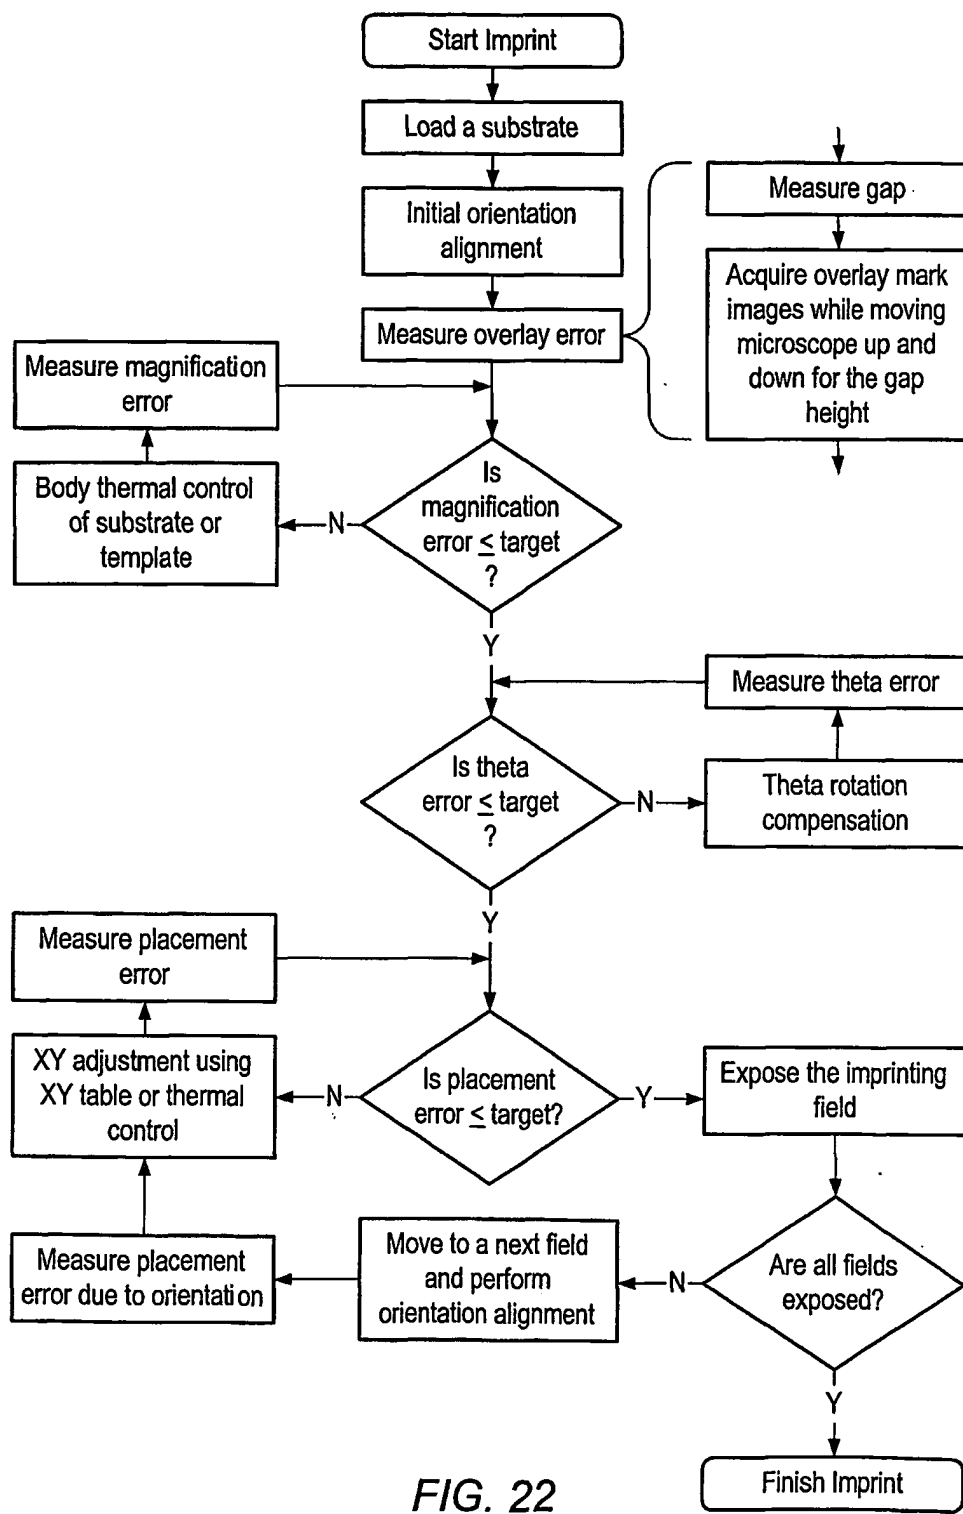 Start Imprint
Load a substrate
Initial orientation
alignment
Measure overlay error
Measure gap
Acquire overlay mark
images while moving
microscope up and
down for the gap
height
Measure magnification
error
Body thermal control
of substrate or
template
N
Is
magnification
error ≤ target
?
Y
Measure theta error
Is theta
error ≤ target
?
N
Theta rotation
compensation
Y
Measure placement
error
XY adjustment using
XY table or thermal
control
N
Is placement
error ≤ target?
Y
Expose the imprinting
field
Measure placement
error due to orientation
Move to a next field
and perform
orientation alignment
N
Are all fields
exposed?
Y
Finish Imprint
FIG. 22